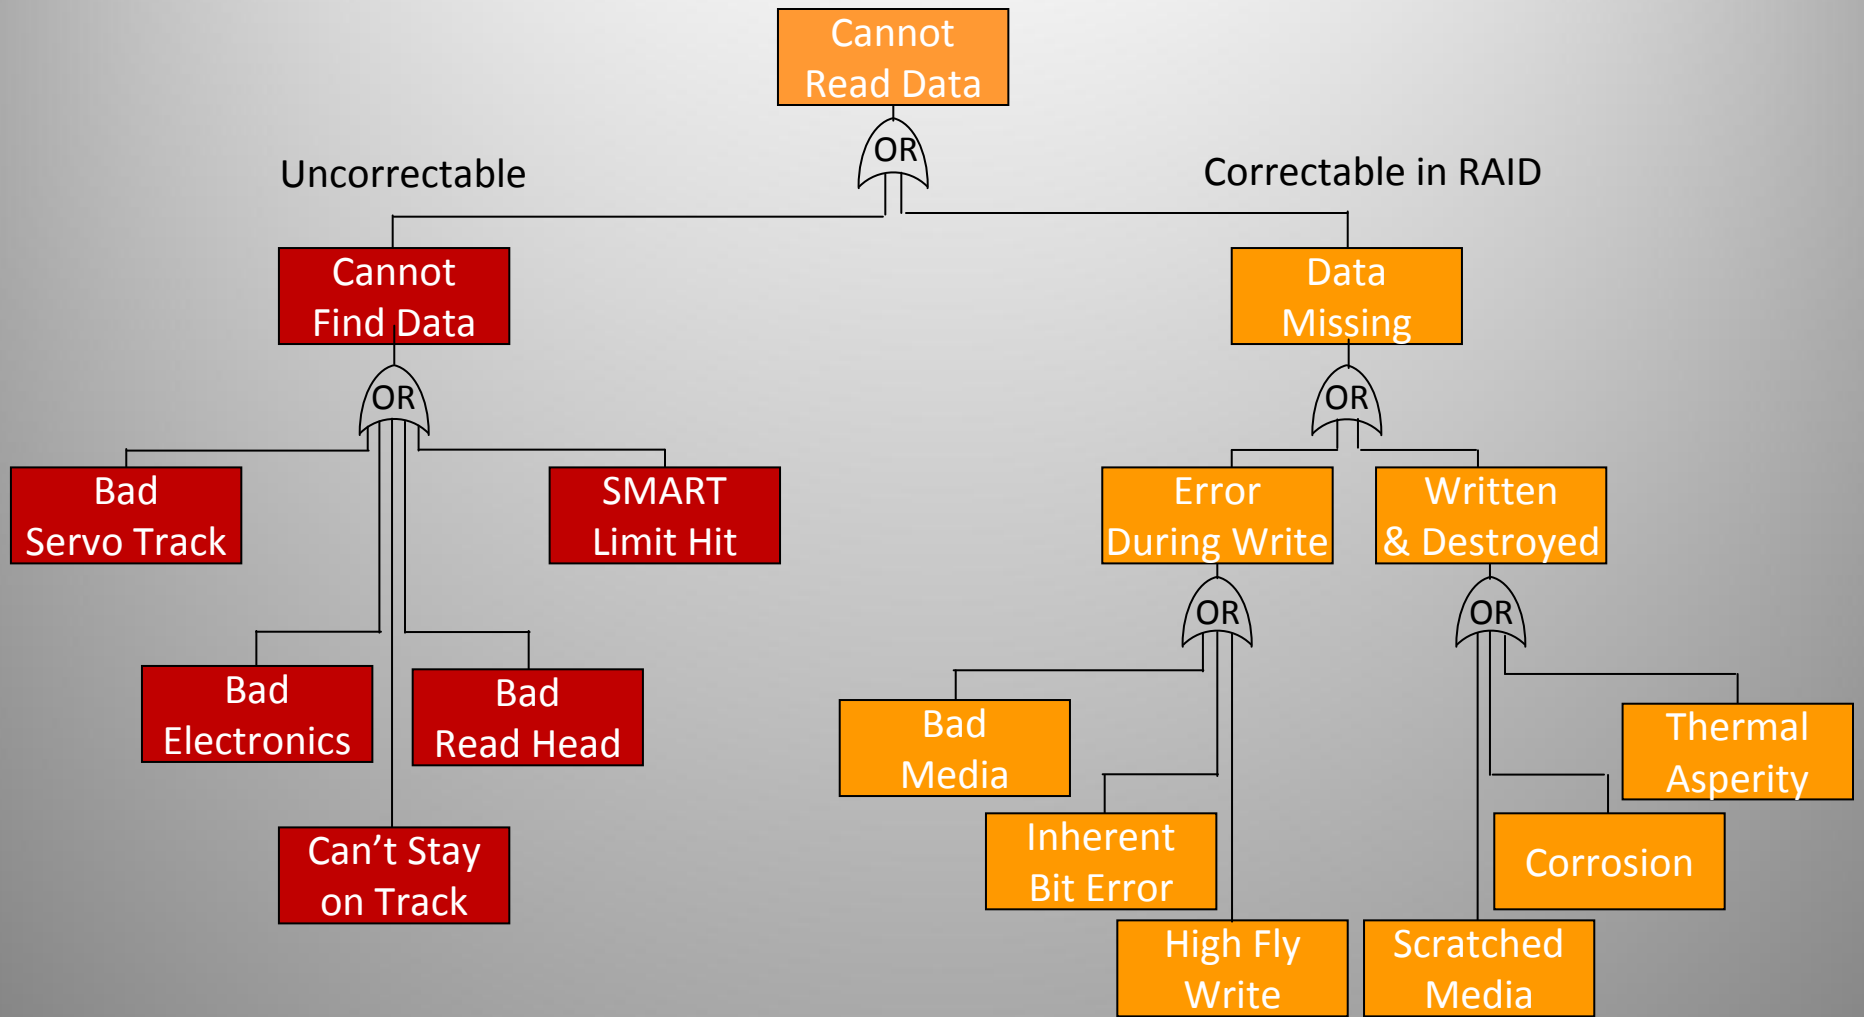 Cannot
Read Data
OR
Uncorrectable
Correctable in RAID
Cannot
Find Data
Data
Missing
OR
OR
Bad
Servo Track
SMART
Limit Hit
Error
During Write
Written
& Destroyed
OR
OR
Bad
Electronics
Bad
Read Head
Bad
Media
Thermal
Asperity
Can’t Stay
on Track
Inherent
Bit Error
Corrosion
High Fly
Write
Scratched
Media